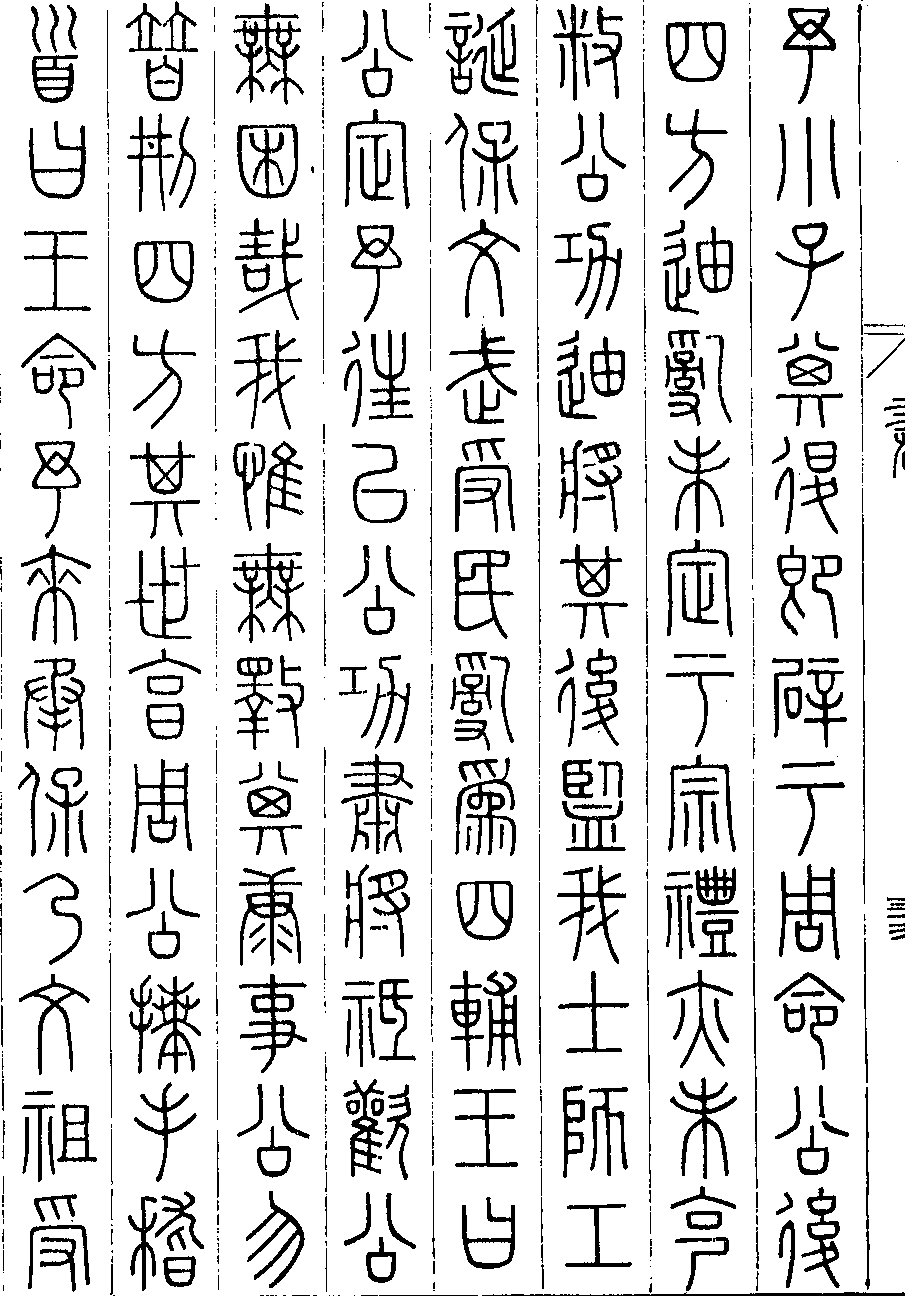 予小子其退即辟于周命公後
四方迪亂未定于宗禮亦未克
敉公功迪將其後監我士師工
誕保文武受民亂為四輔王曰
公定予往已公功肅將祗歡公
無困哉我惟無斁其康事公勿
替刑四方其世享周公拜手稽
首曰王命予來承保乃文祖受